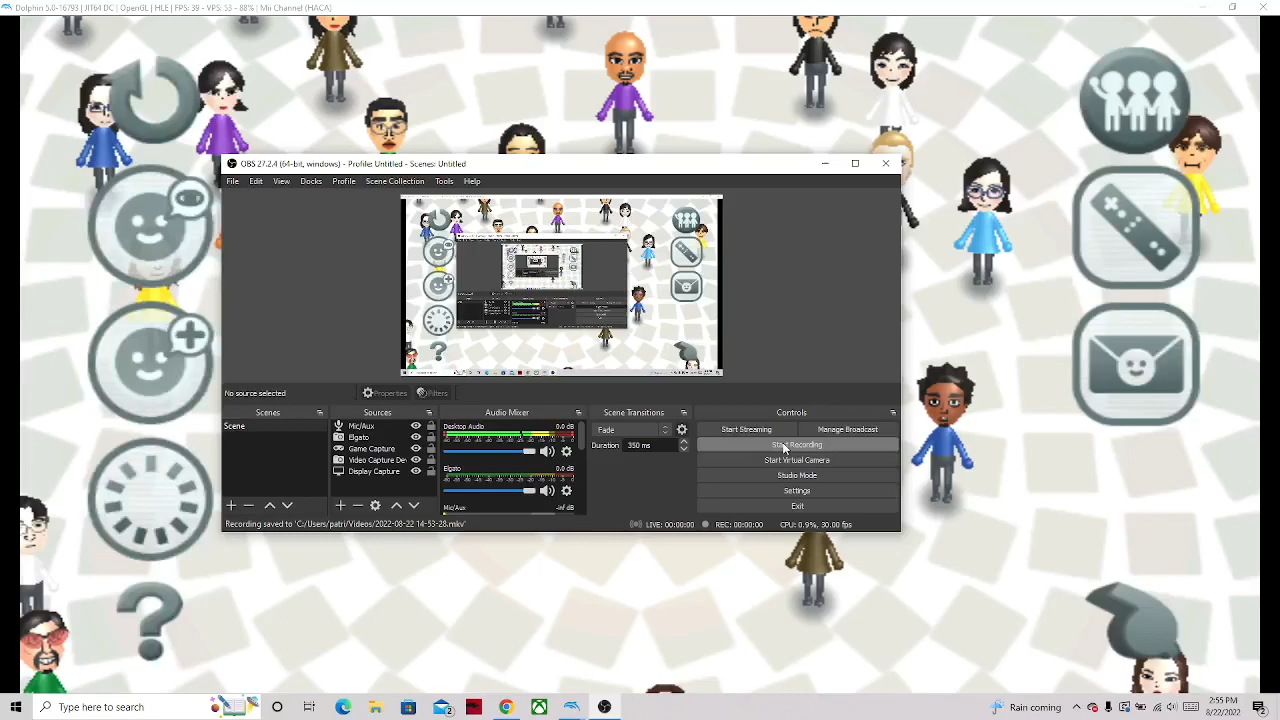 Dolphin 5.0-16793 | JIT64 DC | OpenGL | HLE | FPS: 39 - VPS: 53 - 88% | Mii Channel (HACA)
OBS 27.2.4 (64-bit, windows) - Profile: Untitled - Scenes: Untitled
File Edit View Docks Profile Scene Collection Tools Help
No source selected Properties Filters
Scenes Sources Audio Mixer Scene Transitions Controls
Scene
Mic/Aux
Elgato
Game Capture
Video Capture Dev
Display Capture
Desktop Audio 0.0 dB
Elgato 0.0 dB
Mic/Aux -inf dB
Fade
Duration 350 ms
Start Streaming Manage Broadcast
Start Recording
Start Virtual Camera
Studio Mode
Settings
Exit
Recording saved to 'C:/Users/patri/Videos/2022-08-22 14-53-28.mkv' LIVE: 00:00:00 REC: 00:00:00 CPU: 0.9%, 30.00 fps
?
Type here to search
Rain coming
2:55 PM
8/22/2022